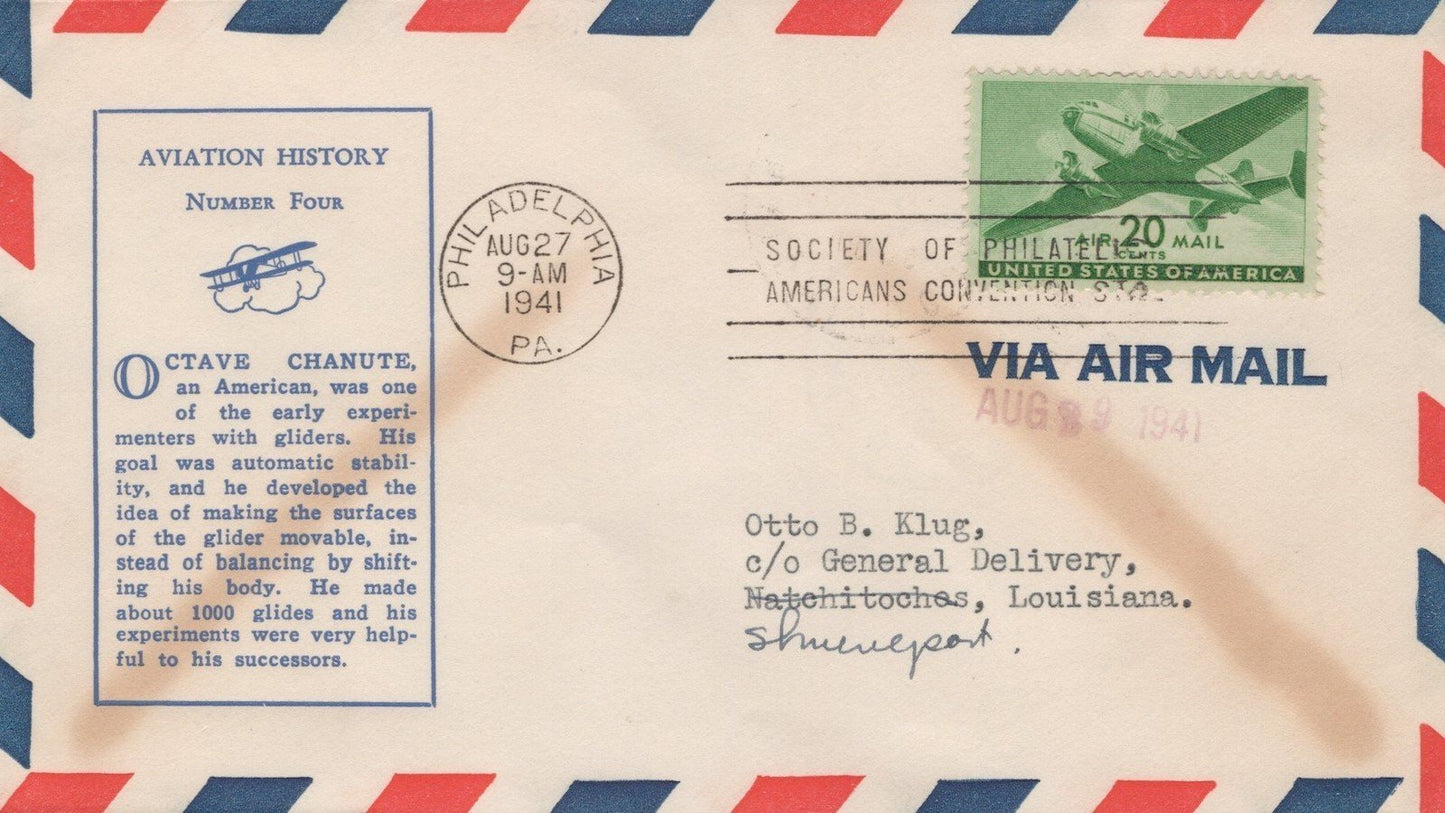 AVIATION HISTORY
NUMBER FOUR
OCTAVE CHANUTE,
an American, was one
of the early experi-
menters with gliders. His
goal was automatic stabil-
ity, and he developed the
idea of making the surfaces
of the glider movable, in-
stead of balancing by shift-
ing his body. He made
about 1000 glides and his
experiments were very help-
ful to his successors.
PHILADELPHIA
AUG 27
9-AM
1941
PA.
SOCIETY OF PHILATELIC
AMERICANS CONVENTION STA.
AIR 20 MAIL
CENTS
UNITED STATES OF AMERICA
VIA AIR MAIL
AUG 29 1941
Otto B. Klug,
c/o General Delivery,
Natchitoches, Louisiana.
Shreveport.